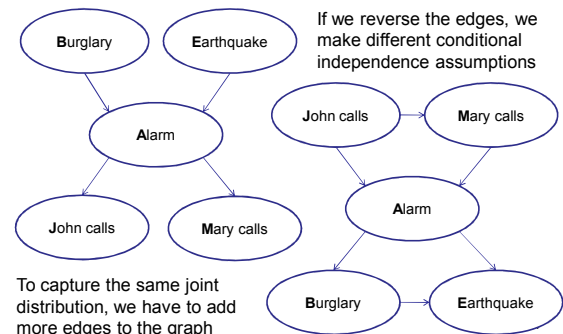 Burglary
Earthquake
Alarm
John calls
Mary calls
To capture the same joint
distribution, we have to add
more edges to the graph
If we reverse the edges, we
make different conditional
independence assumptions
John calls
Mary calls
Alarm
Burglary
Earthquake